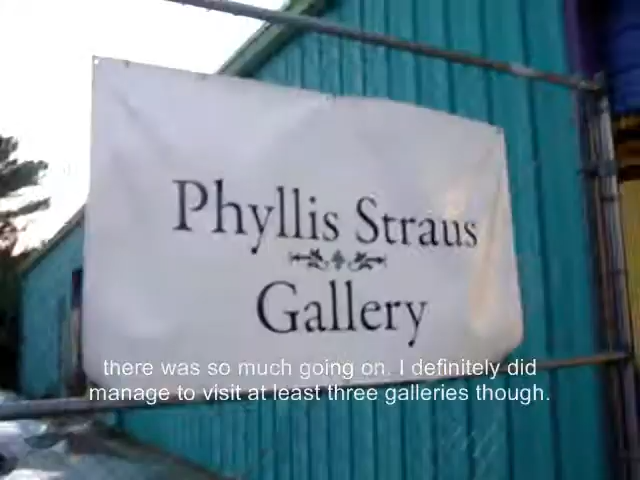 Phyllis Straus
Gallery
there was so much going on. I definitely did
manage to visit at least three galleries though.